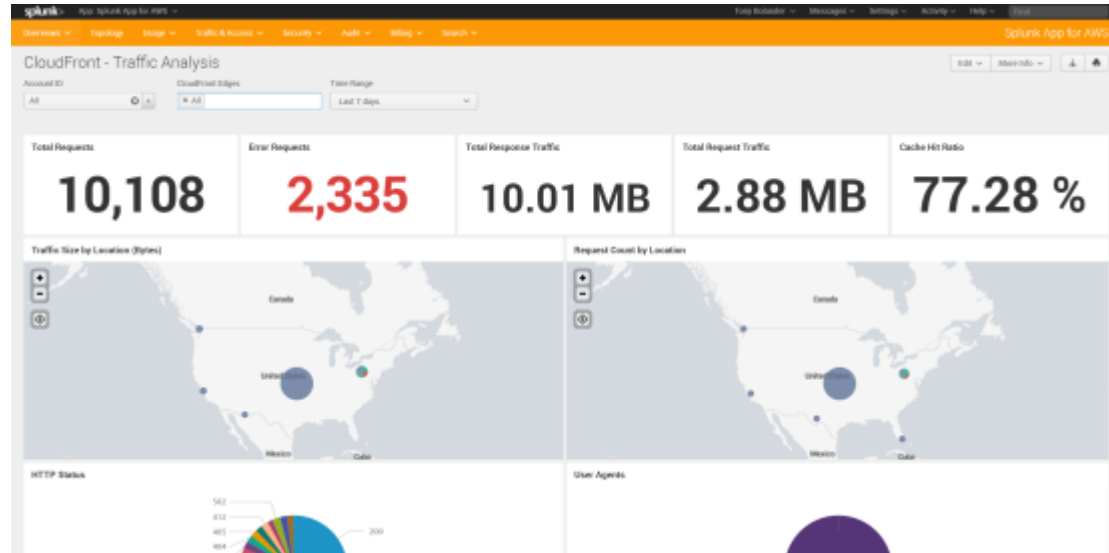 splunk> App: Splunk App for AWS
Tony Bolander Messages Settings Activity Help Find
Overviews Topology Usage Traffic & Access Security Audit Billing Search
Splunk App for AWS
CloudFront - Traffic Analysis
Edit More Info
Account ID CloudFront Edges Time Range
All All Last 7 days
Total Requests Error Requests Total Response Traffic Total Request Traffic Cache Hit Ratio
10,108 2,335 10.01 MB 2.88 MB 77.28 %
Traffic Size by Location (Bytes) Request Count by Location
+ +
- -
Canada Canada
United States United States
Mexico Cuba Mexico Cuba
HTTP Status User Agents
502
412
405
404
200